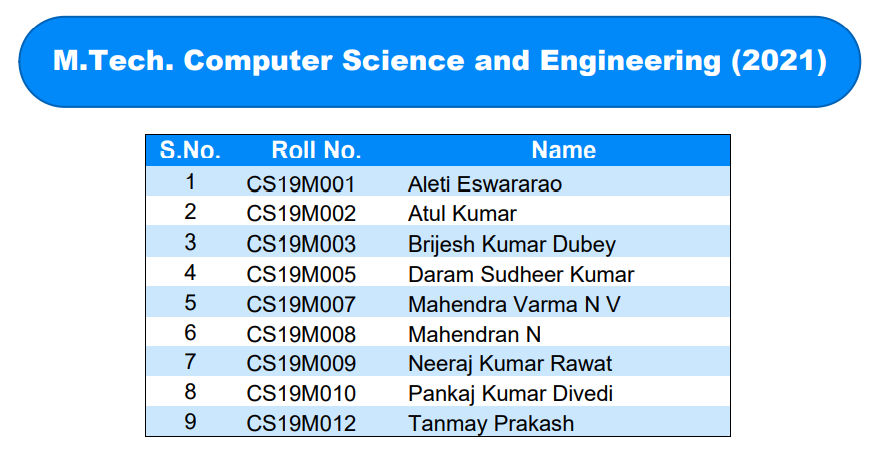 M.Tech. Computer Science and Engineering (2021)
S.No. Roll No. Name
1 CS19M001 Aleti Eswararao
2 CS19M002 Atul Kumar
3 CS19M003 Brijesh Kumar Dubey
4 CS19M005 Daram Sudheer Kumar
5 CS19M007 Mahendra Varma N V
6 CS19M008 Mahendran N
7 CS19M009 Neeraj Kumar Rawat
8 CS19M010 Pankaj Kumar Divedi
9 CS19M012 Tanmay Prakash